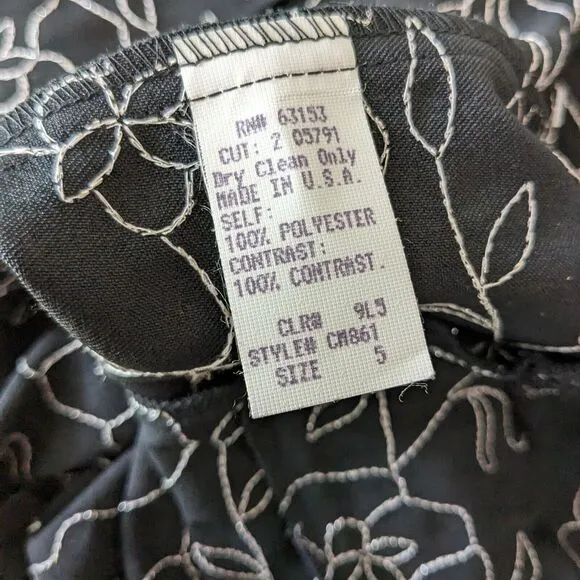 RN# 63153
CUT: 2 05791
Dry Clean Only
MADE IN U.S.A.
SELF:
100% POLYESTER
CONTRAST:
100% CONTRAST.
CLR# 9L5
STYLE# CM861
SIZE 5